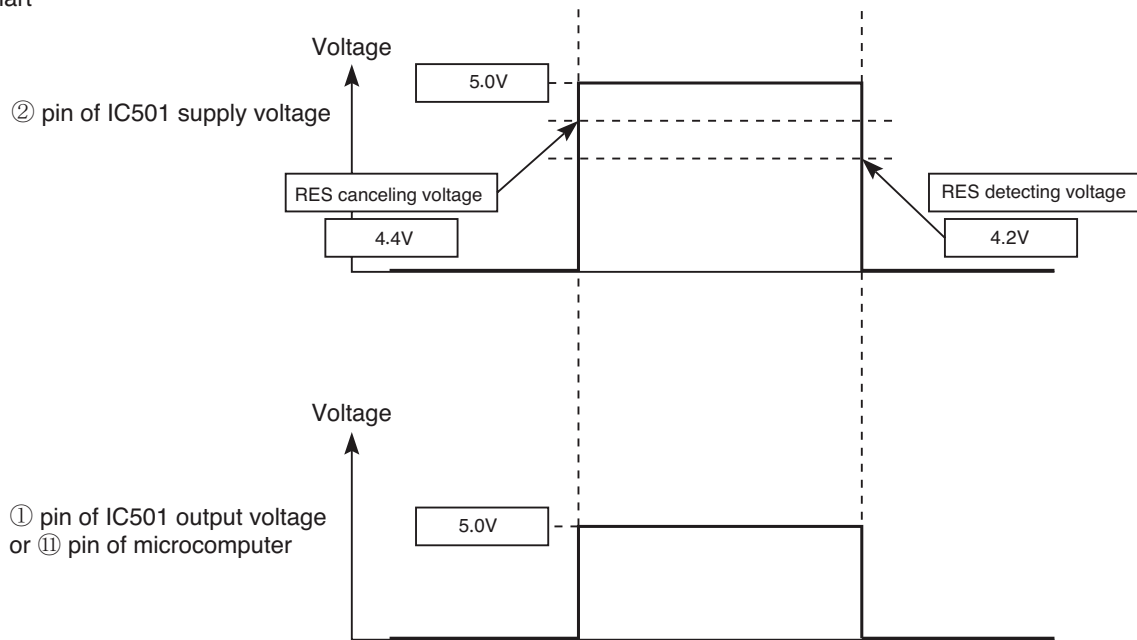 Voltage
5.0V
② pin of IC501 supply voltage
RES canceling voltage
RES detecting voltage
4.4V
4.2V
Voltage
① pin of IC501 output voltage
5.0V
or ⑪ pin of microcomputer